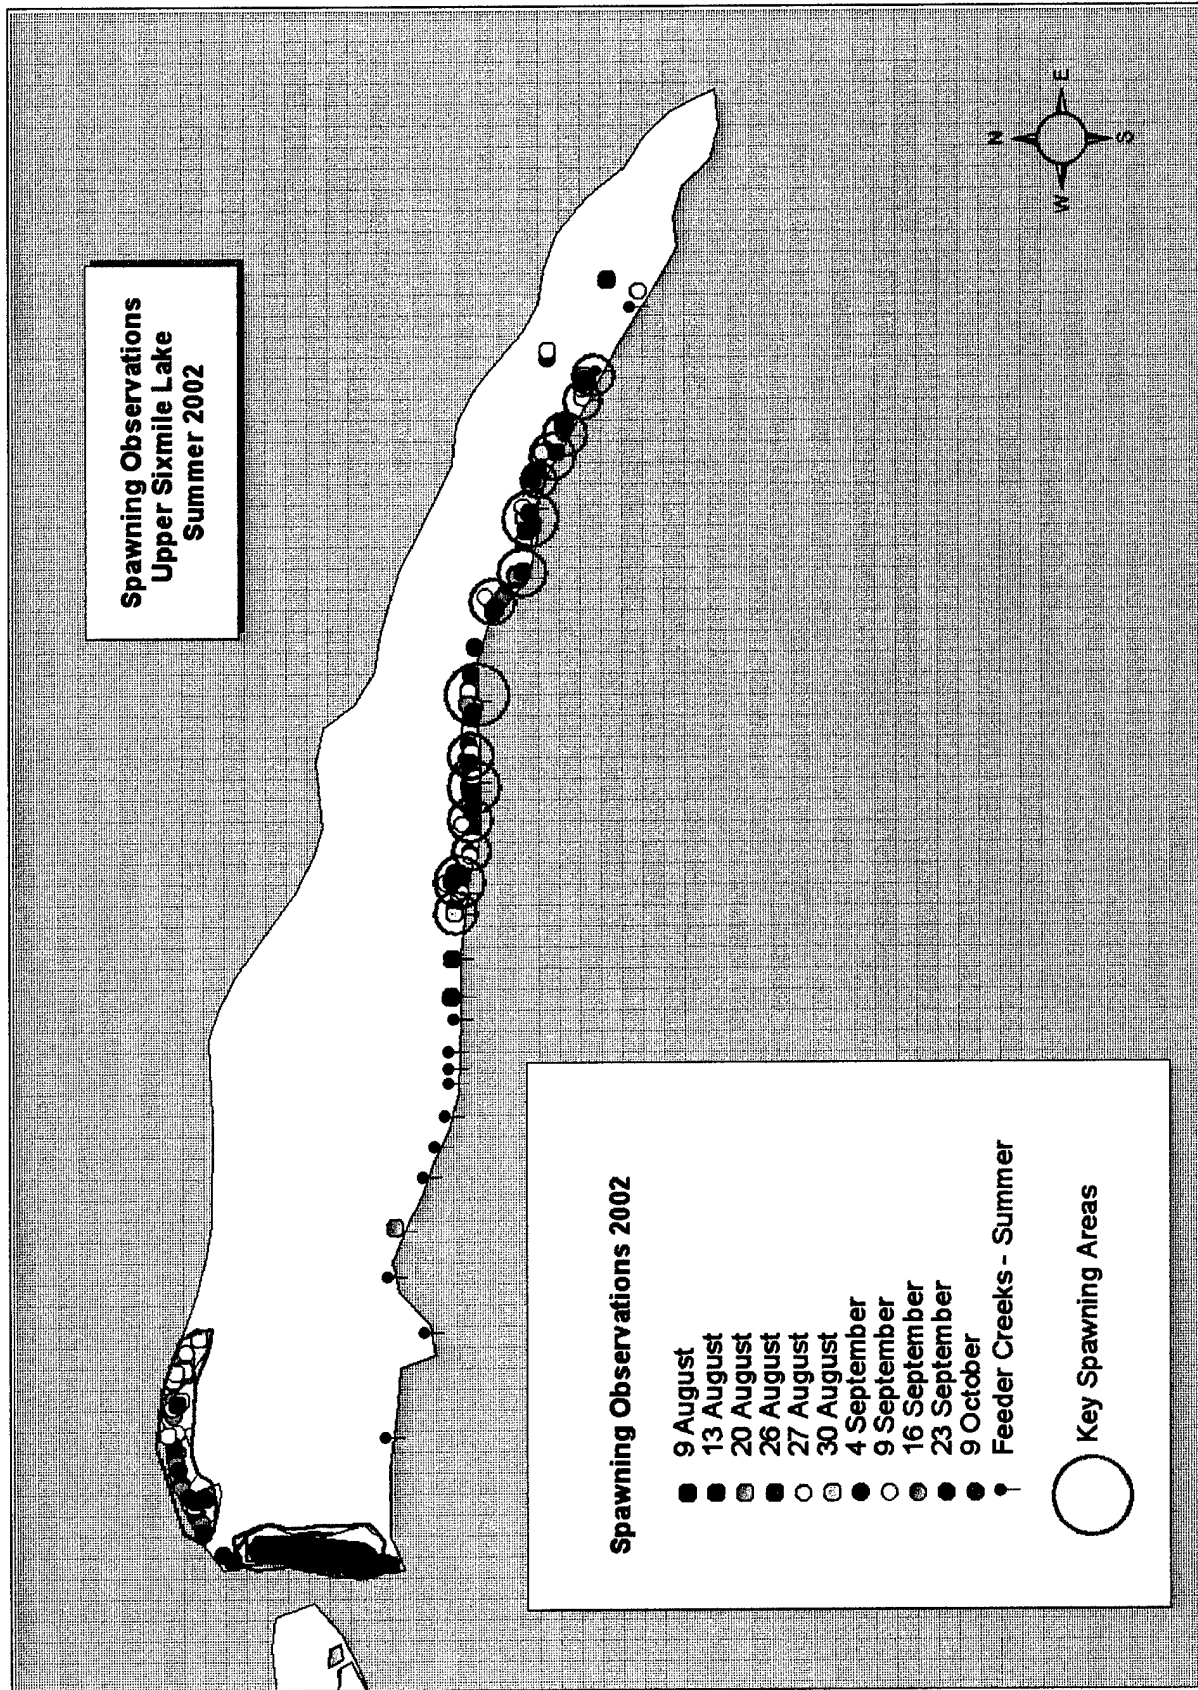 Spawning Observations
Upper Sixmile Lake
Summer 2002
N
W
E
S
Spawning Observations 2002
9 August
13 August
20 August
26 August
27 August
30 August
4 September
9 September
16 September
23 September
9 October
Feeder Creeks - Summer
Key Spawning Areas